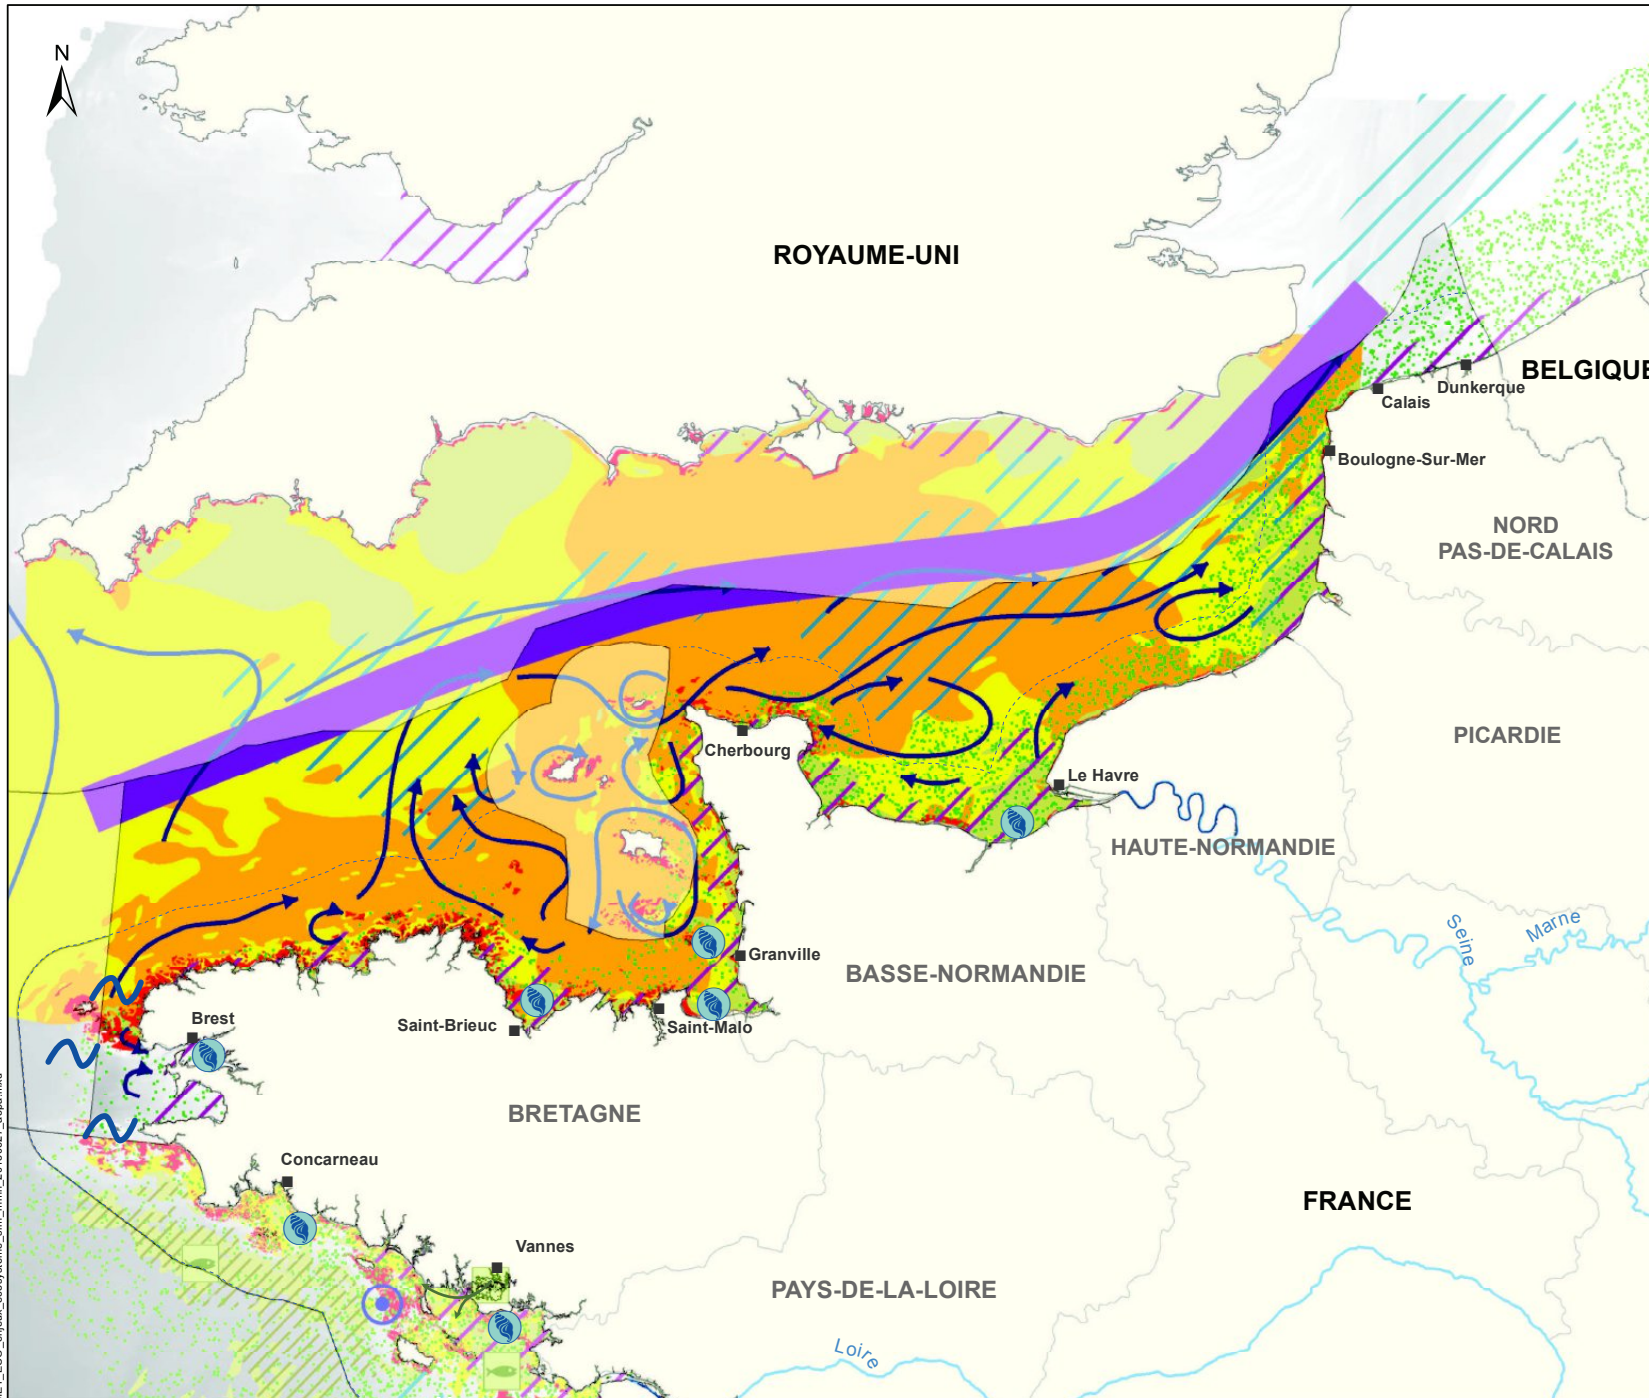 N
ROYAUME-UNI
BELGIQUE
Dunkerque
Calais
Boulogne-Sur-Mer
NORD
PAS-DE-CALAIS
PICARDIE
Cherbourg
Le Havre
HAUTE-NORMANDIE
Seine
Marne
Granville
BASSE-NORMANDIE
Saint-Brieuc
Saint-Malo
Brest
BRETAGNE
Concarneau
FRANCE
Vannes
PAYS-DE-LA-LOIRE
Loire